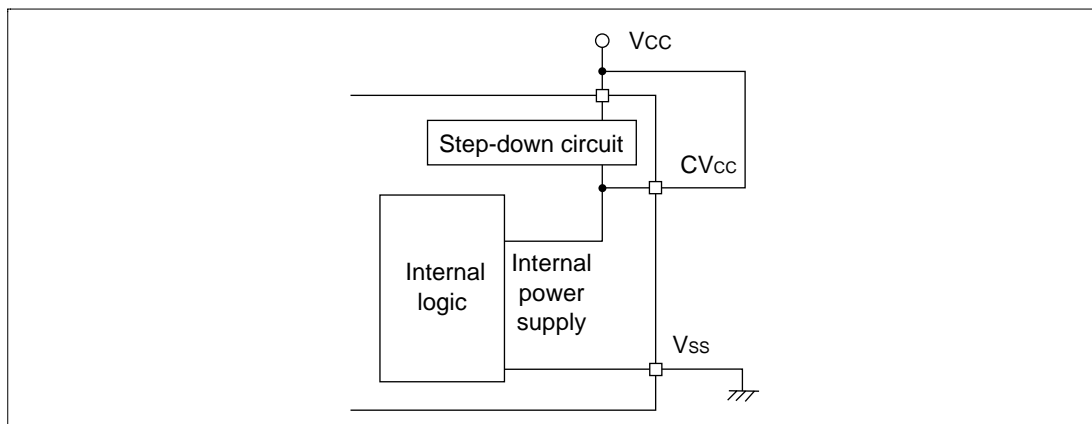 Vcc
Step-down circuit
CVcc
Internal
logic
Internal
power
supply
Vss